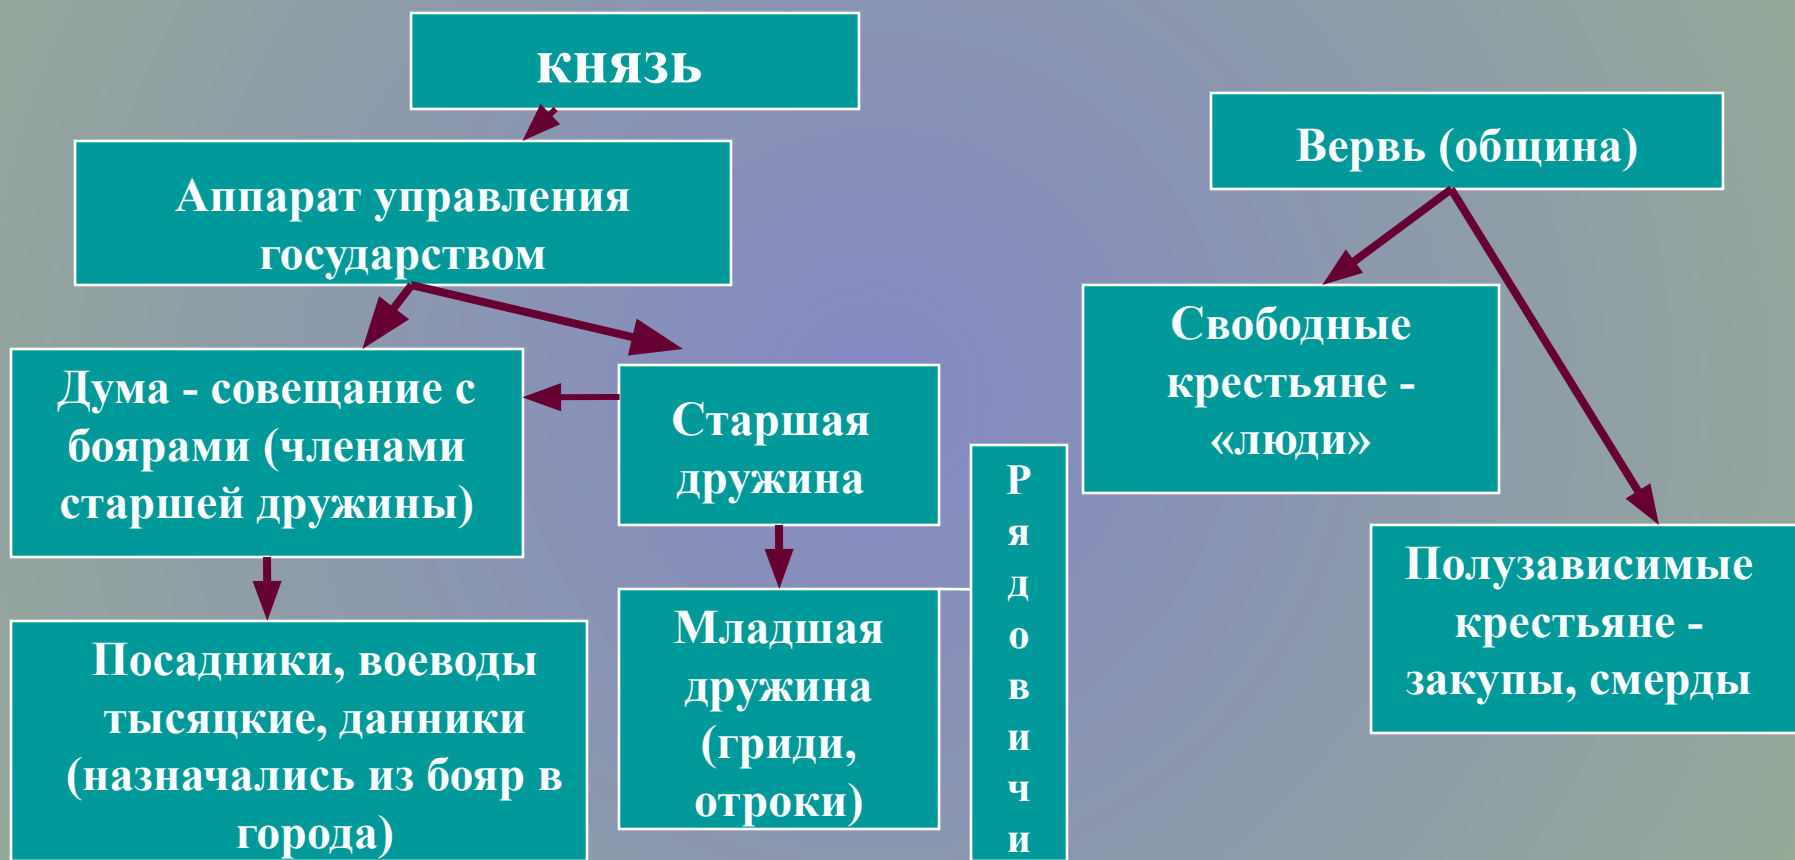 князь
Аппарат управления
государством
Дума - совещание с
боярами (членами
старшей дружины)
Старшая
дружина
Посадники, воеводы
тысяцкие, данники
(назначались из бояр в
города)
Младшая
дружина
(гриди,
отроки)
Р
я
д
о
в
и
ч
и
Вервь (община)
Свободные
крестьяне -
«люди»
Полузависимые
крестьяне -
закупы, смерды